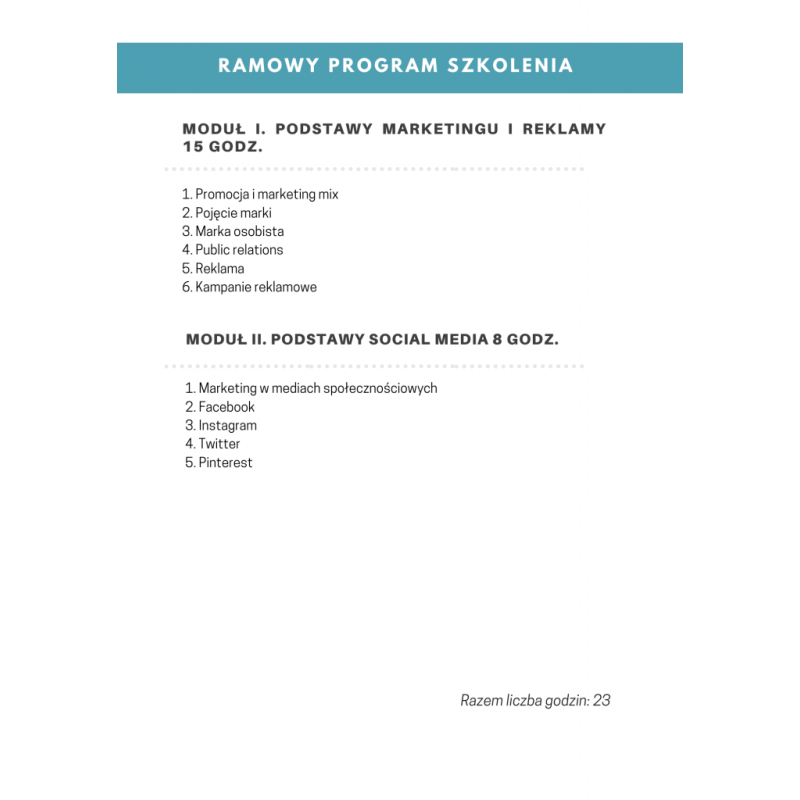 RAMOWY PROGRAM SZKOLENIA
MODUŁ I. PODSTAWY MARKETINGU I REKLAMY
15 GODZ.
1. Promocja i marketing mix
2. Pojęcie marki
3. Marka osobista
4. Public relations
5. Reklama
6. Kampanie reklamowe
MODUŁ II. PODSTAWY SOCIAL MEDIA 8 GODZ.
1. Marketing w mediach społecznościowych
2. Facebook
3. Instagram
4. Twitter
5. Pinterest
Razem liczba godzin: 23